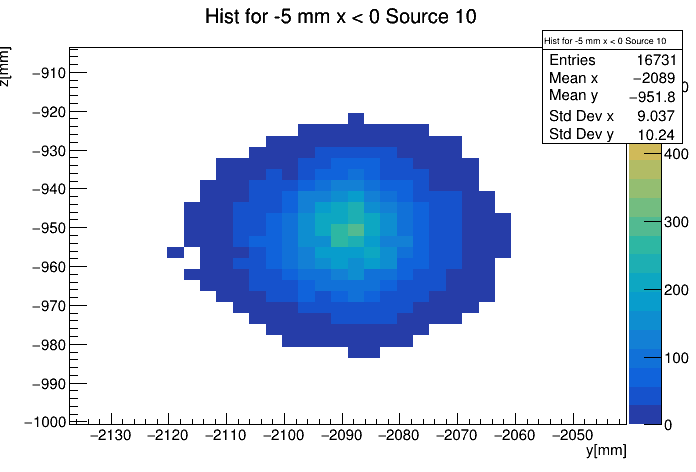 Hist for -5 mm x < 0 Source 10
Hist for -5 mm x < 0 Source 10
Entries 16731
Mean x −2089
Mean y −951.8
Std Dev x 9.037
Std Dev y 10.24
z[mm]
−910
−920
−930
−940
−950
−960
−970
−980
−990
−1000
0
400
300
200
100
0
−2130 −2120 −2110 −2100 −2090 −2080 −2070 −2060 −2050
y[mm]